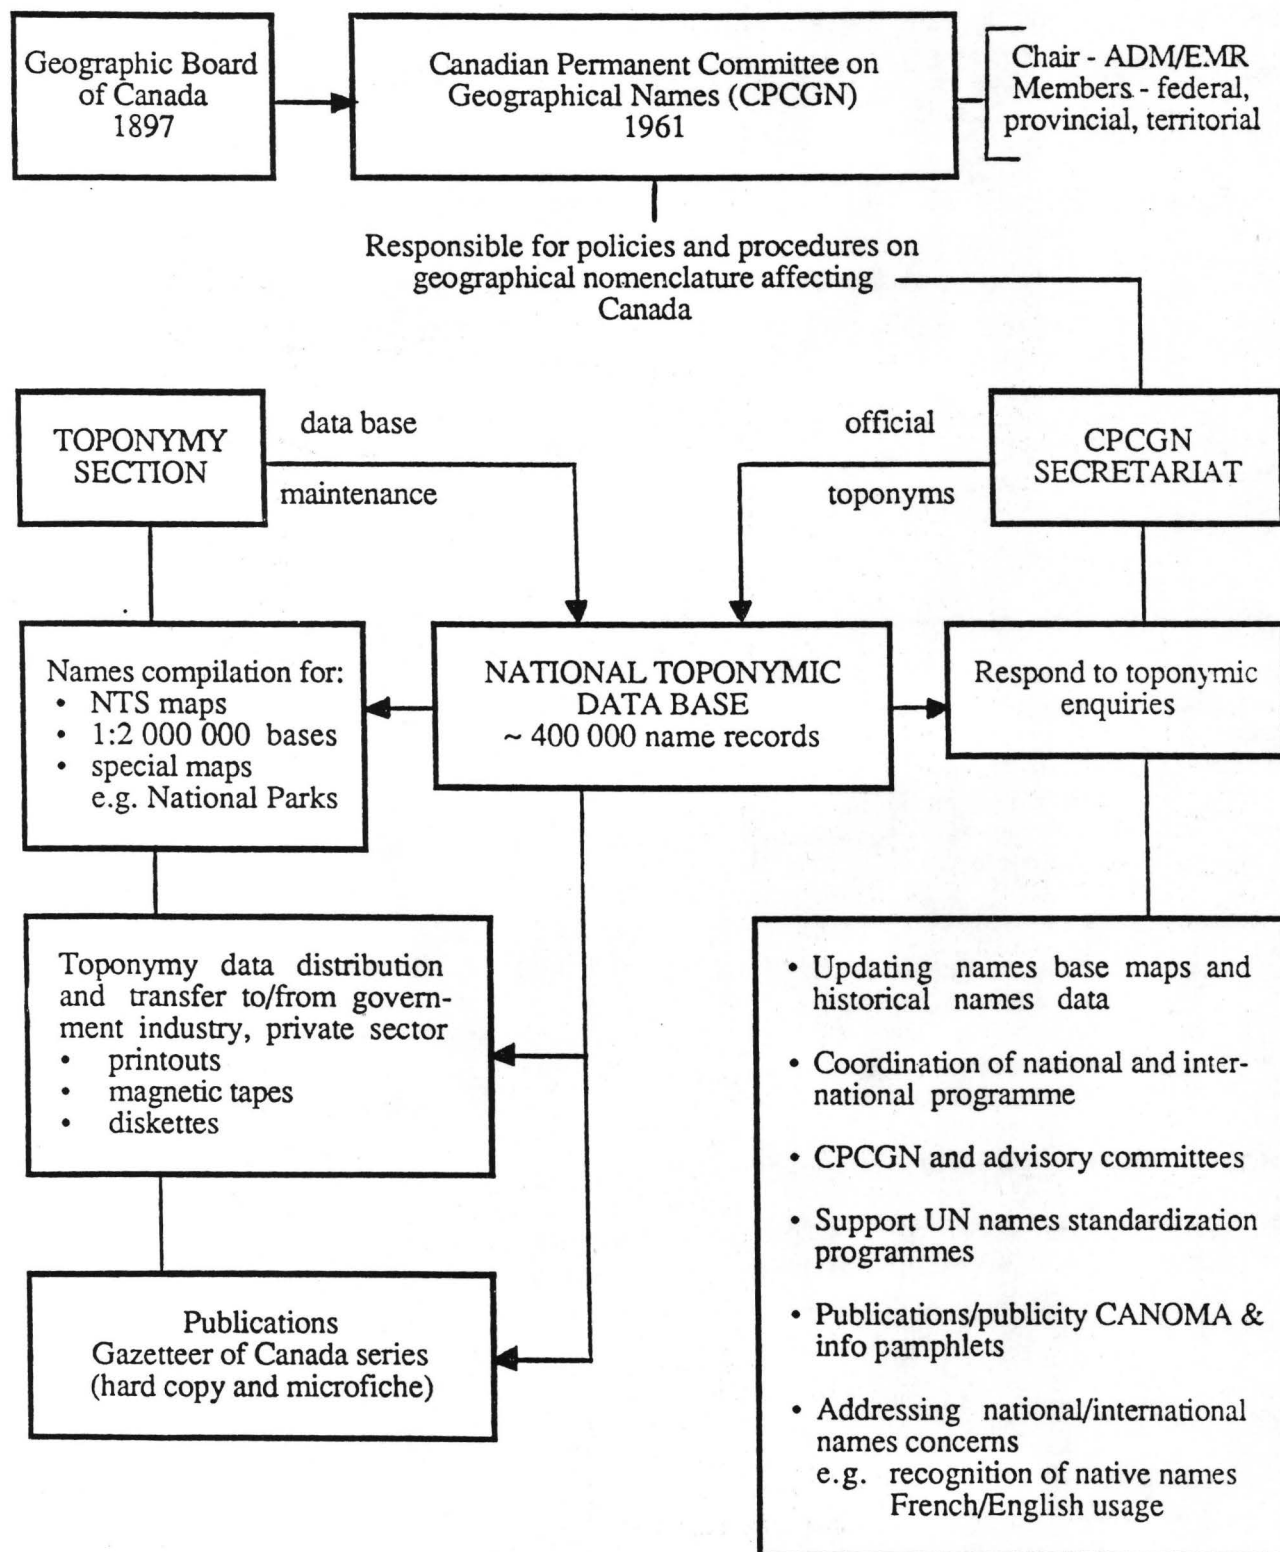 Geographic Board
of Canada
1897
Canadian Permanent Committee on
Geographical Names (CPCGN)
1961
Chair - ADM/EMR
Members - federal,
provincial, territorial
Responsible for policies and procedures on
geographical nomenclature affecting
Canada
TOPONYMY
SECTION
data base
maintenance
official
toponyms
CPCGN
SECRETARIAT
Names compilation for:
• NTS maps
• 1:2 000 000 bases
• special maps
e.g. National Parks
NATIONAL TOPONYMIC
DATA BASE
~ 400 000 name records
Respond to toponymic
enquiries
Toponymy data distribution
and transfer to/from govern-
ment industry, private sector
• printouts
• magnetic tapes
• diskettes
Publications
Gazetteer of Canada series
(hard copy and microfiche)
• Updating names base maps and
historical names data
• Coordination of national and inter-
national programme
• CPCGN and advisory committees
• Support UN names standardization
programmes
• Publications/publicity CANOMA &
info pamphlets
• Addressing national/international
names concerns
e.g. recognition of native names
French/English usage